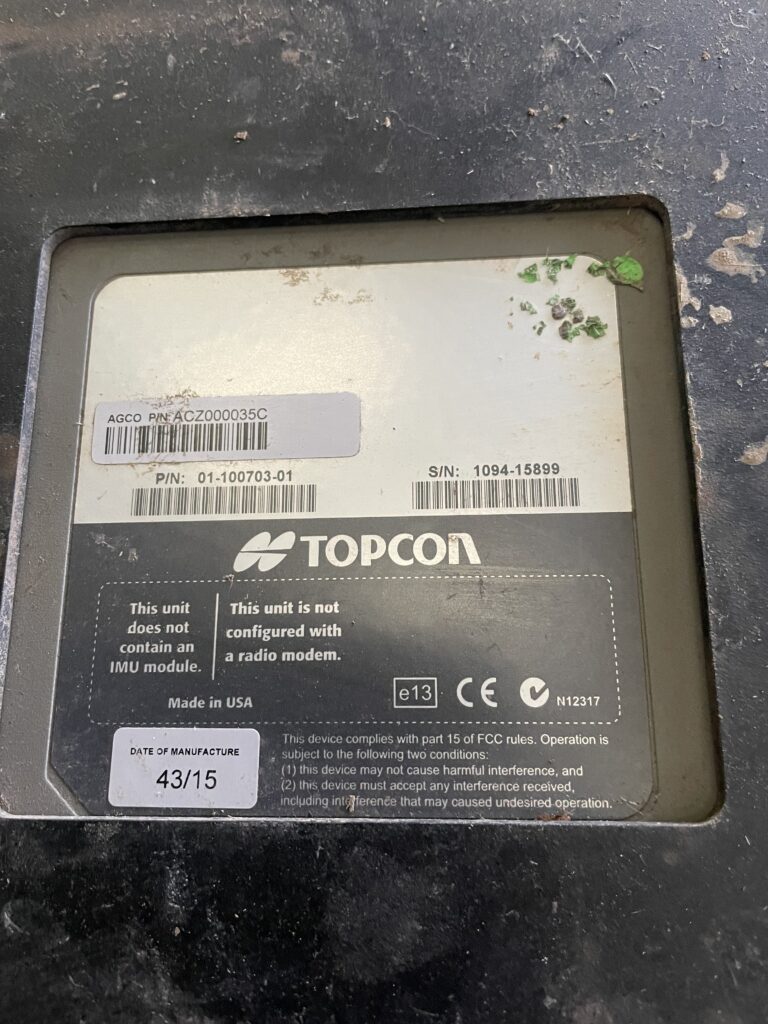 AGCO P/N ACZ000035C
P/N: 01-100703-01
S/N: 1094-15899
TOPCON
This unit
does not
contain an
IMU module.
This unit is not
configured with
a radio modem.
Made in USA
e13 CE N12317
DATE OF MANUFACTURE
43/15
This device complies with part 15 of FCC rules. Operation is
subject to the following two conditions:
(1) this device may not cause harmful interference, and
(2) this device must accept any interference received,
including interference that may caused undesired operation.